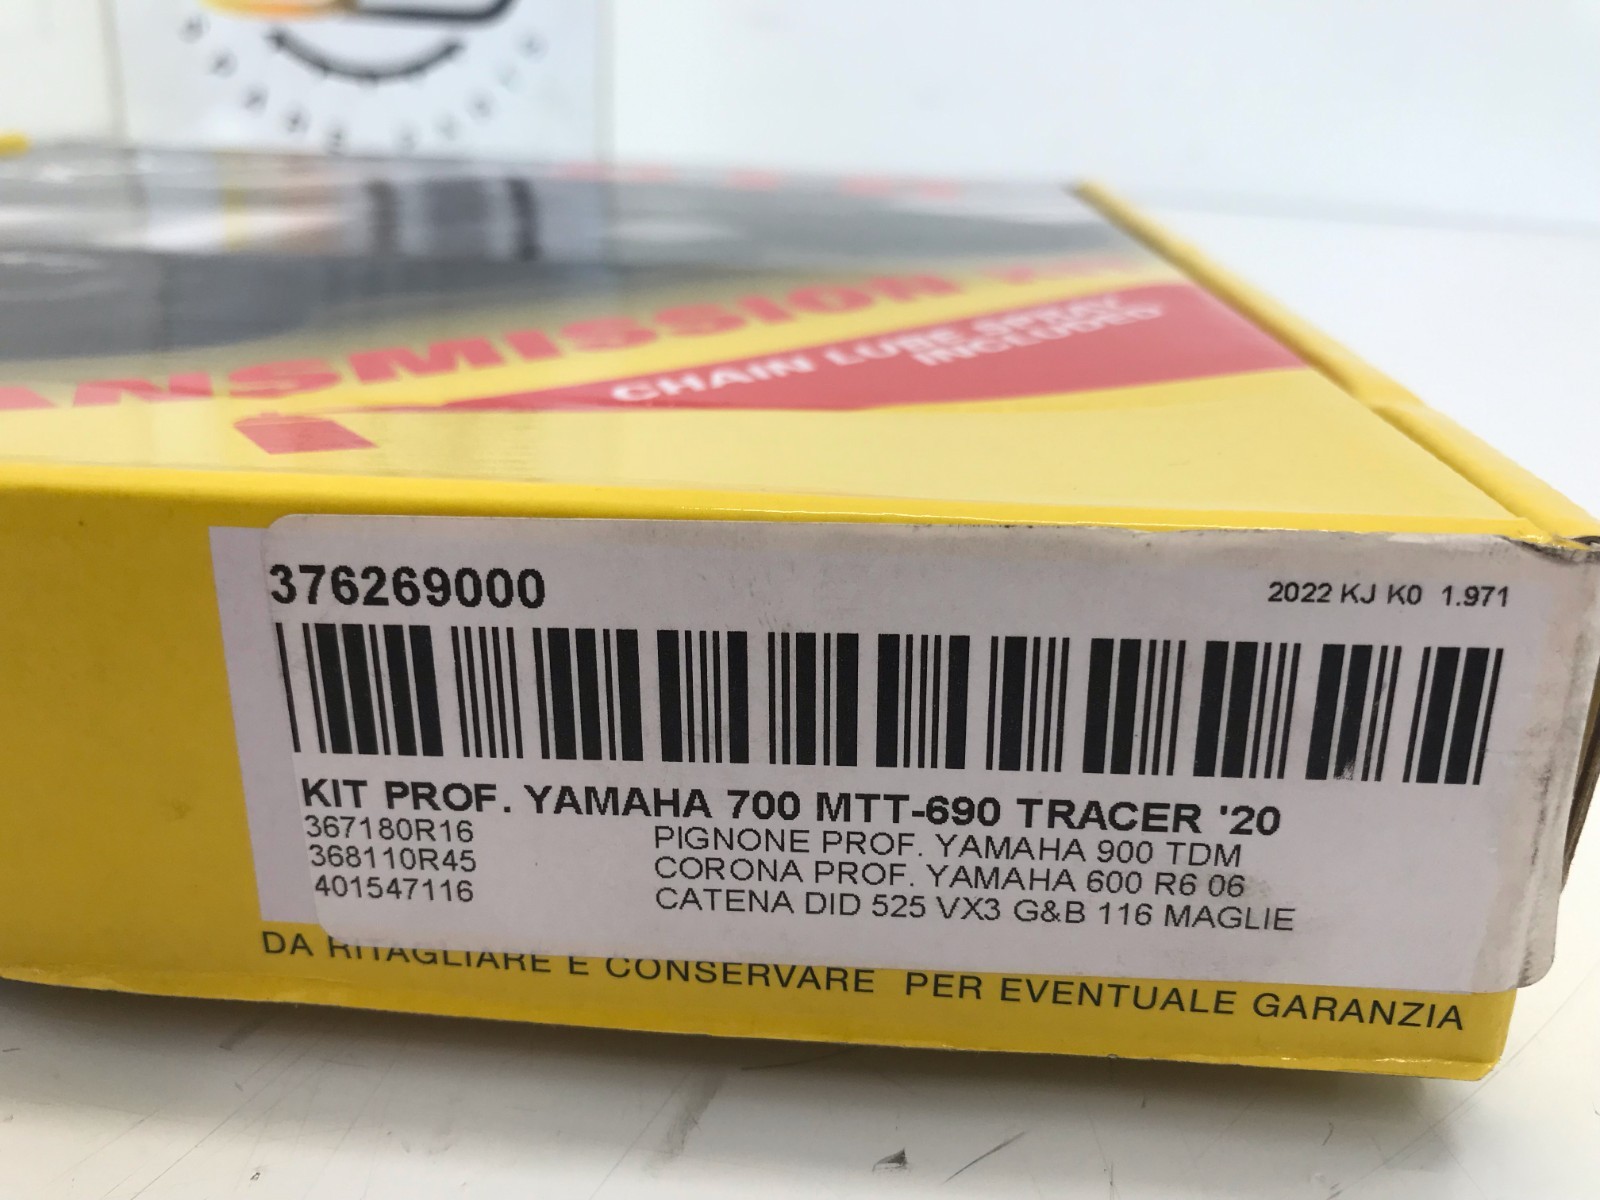 TRANSMISSION
CHAIN LUBE SPRAY
INCLUDED
376269000
2022 KJ K0 1.971
KIT PROF. YAMAHA 700 MTT-690 TRACER '20
367180R16 PIGNONE PROF. YAMAHA 900 TDM
368110R45 CORONA PROF. YAMAHA 600 R6 06
401547116 CATENA DID 525 VX3 G&B 116 MAGLIE
DA RITAGLIARE E CONSERVARE PER EVENTUALE GARANZIA